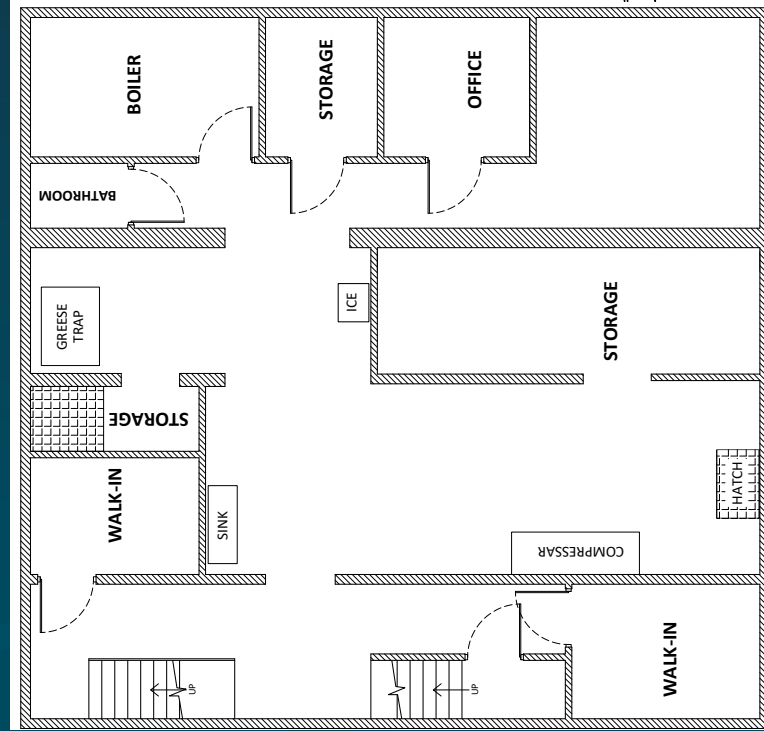 BOILER
STORAGE
OFFICE
BATHROOM
GREESE
TRAP
ICE
STORAGE
STORAGE
WALK-IN
SINK
HATCH
COMPRESSAR
UP
UP
WALK-IN